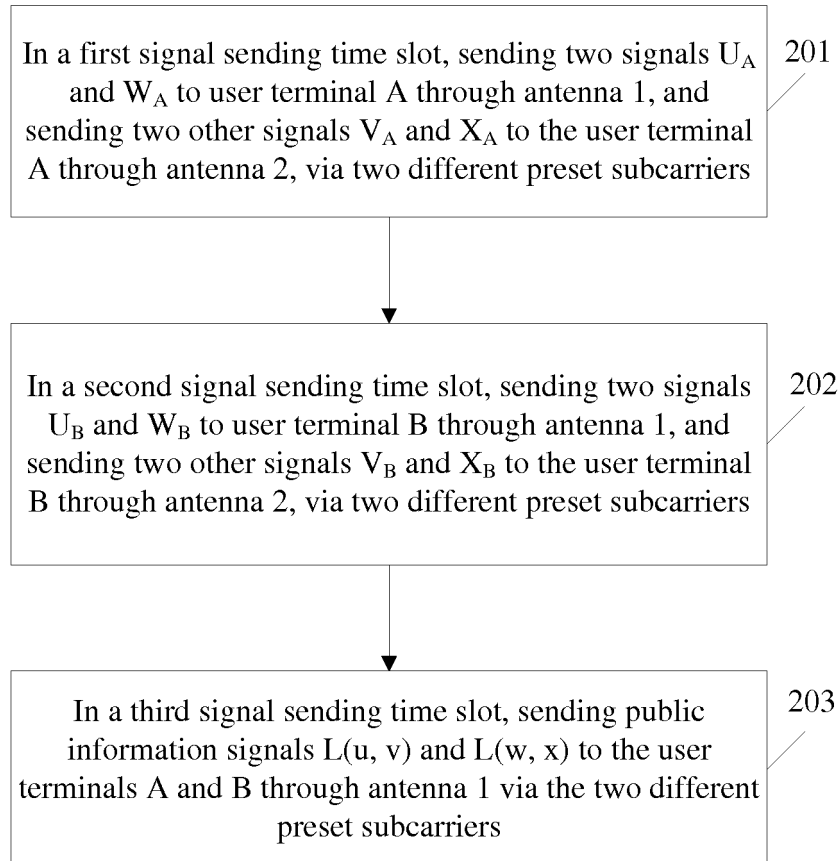 In a first signal sending time slot, sending two signals U_A
and W_A to user terminal A through antenna 1, and
sending two other signals V_A and X_A to the user terminal
A through antenna 2, via two different preset subcarriers
201
In a second signal sending time slot, sending two signals
U_B and W_B to user terminal B through antenna 1, and
sending two other signals V_B and X_B to the user terminal
B through antenna 2, via two different preset subcarriers
202
In a third signal sending time slot, sending public
information signals L(u, v) and L(w, x) to the user
terminals A and B through antenna 1 via the two different
preset subcarriers
203